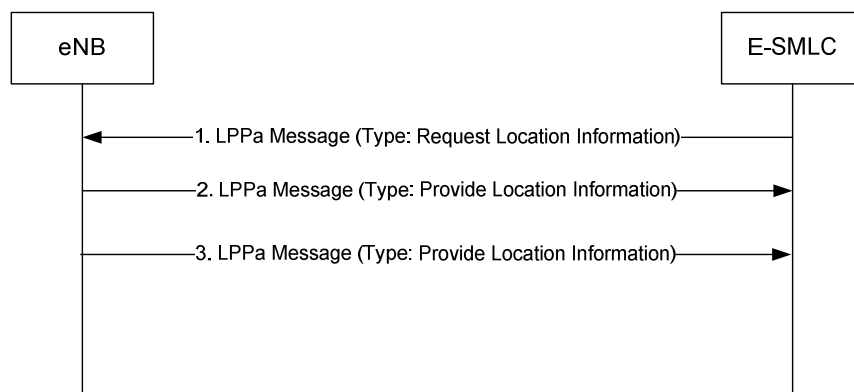 eNB
E-SMLC
1. LPPa Message (Type: Request Location Information)
2. LPPa Message (Type: Provide Location Information)
3. LPPa Message (Type: Provide Location Information)